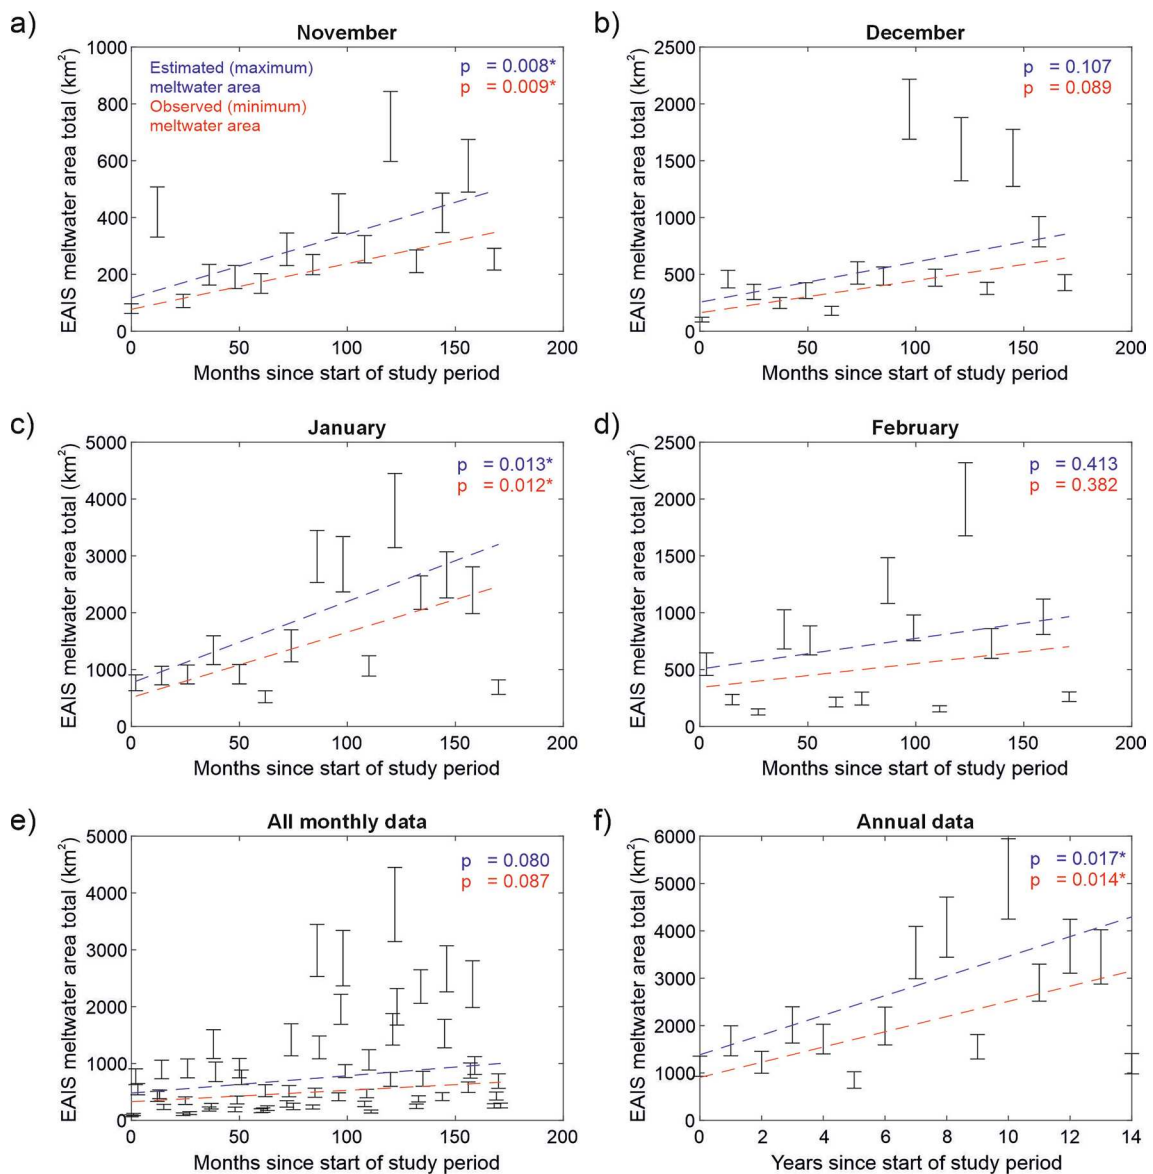 a)
November
EAIS meltwater area total (km²)
1000
800
600
400
200
0
Estimated (maximum)
meltwater area
Observed (minimum)
meltwater area
p = 0.008*
p = 0.009*
0 50 100 150 200
Months since start of study period
b)
December
EAIS meltwater area total (km²)
2500
2000
1500
1000
500
0
p = 0.107
p = 0.089
0 50 100 150 200
Months since start of study period
c)
January
EAIS meltwater area total (km²)
5000
4000
3000
2000
1000
0
p = 0.013*
p = 0.012*
0 50 100 150 200
Months since start of study period
d)
February
EAIS meltwater area total (km²)
2500
2000
1500
1000
500
0
p = 0.413
p = 0.382
0 50 100 150 200
Months since start of study period
e)
All monthly data
EAIS meltwater area total (km²)
5000
4000
3000
2000
1000
0
p = 0.080
p = 0.087
0 50 100 150 200
Months since start of study period
f)
Annual data
EAIS meltwater area total (km²)
6000
5000
4000
3000
2000
1000
0
p = 0.017*
p = 0.014*
0 2 4 6 8 10 12 14
Years since start of study period